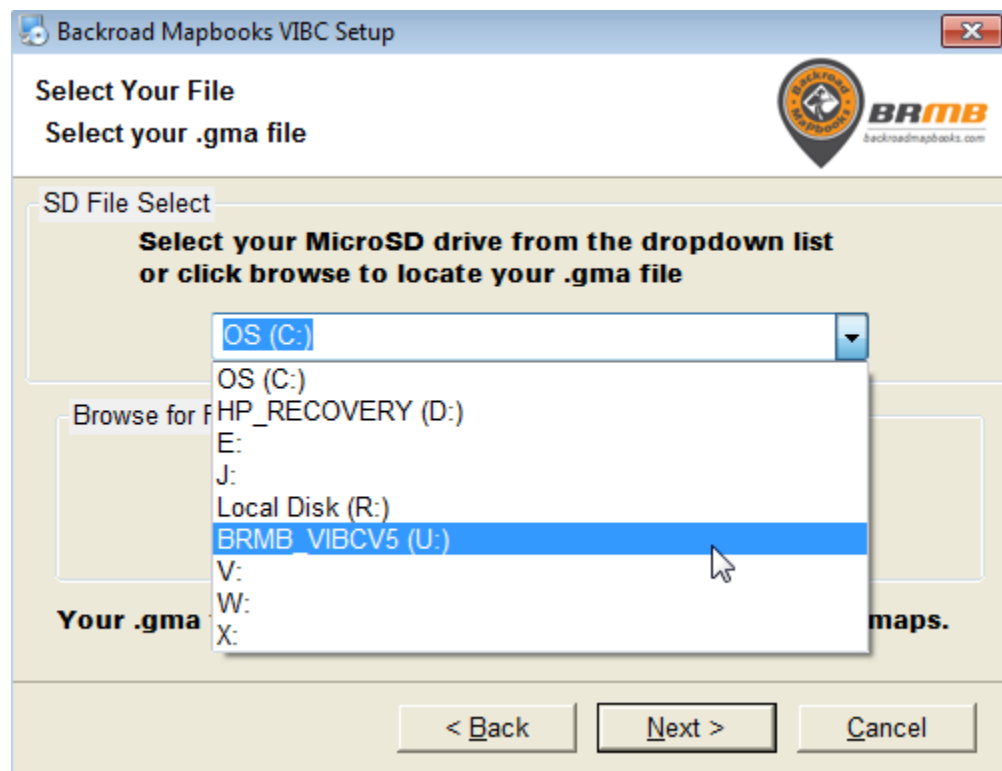 Backroad Mapbooks VIBC Setup
Select Your File
Select your .gma file
Backroad
Mapbooks
BRMB
backroadmapbooks.com
SD File Select
Select your MicroSD drive from the dropdown list
or click browse to locate your .gma file
OS (C:)
OS (C:)
HP_RECOVERY (D:)
Browse for F
E:
J:
Local Disk (R:)
BRMB_VIBCV5 (U:)
V:
W:
X:
Your .gma maps.
< Back Next > Cancel